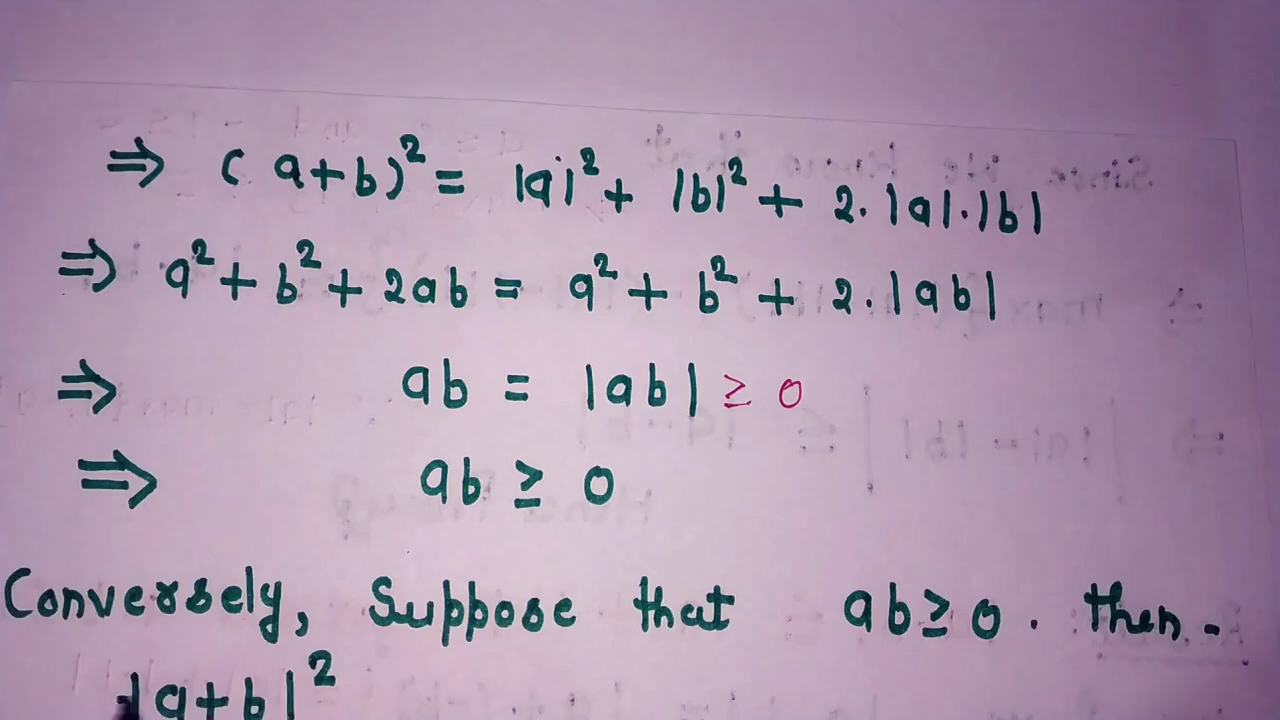 ⇒ (a+b)² = |a|² + |b|² + 2.|a|.|b|
⇒ a² + b² + 2ab = a² + b² + 2.|ab|
⇒ ab = |ab| ≥ 0
⇒ ab ≥ 0
Conversely, Suppose that ab ≥ 0. then.
|a+b|²